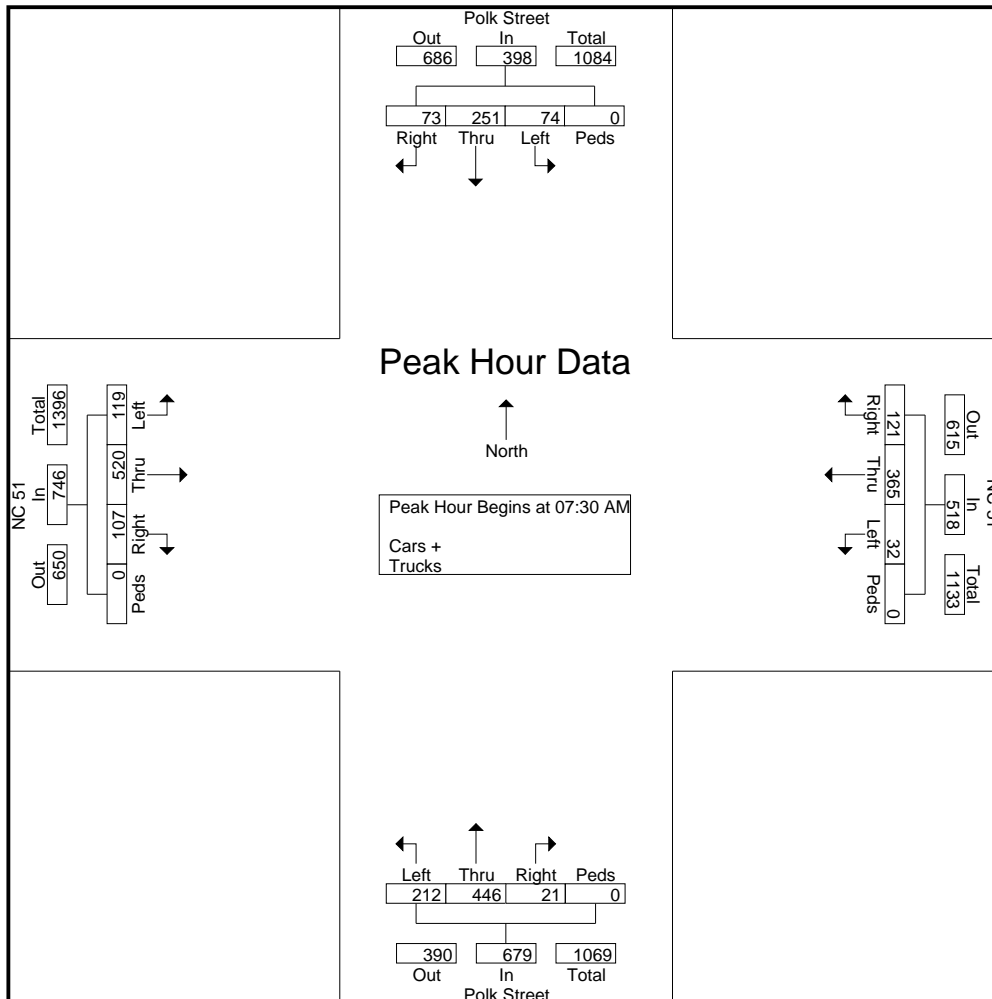 Polk Street
Out In Total
686 398 1084
73 251 74 0
Right Thru Left Peds
Peak Hour Data
North
Peak Hour Begins at 07:30 AM
Cars +
Trucks
NC 51
Total In Out
1396 746 650
119 520 107 0
Left Thru Right Peds
Right Thru Left Peds
121 365 32 0
Out In Total
615 518 1133
NC 51
Left Thru Right Peds
212 446 21 0
390 679 1069
Out In Total
Polk Street